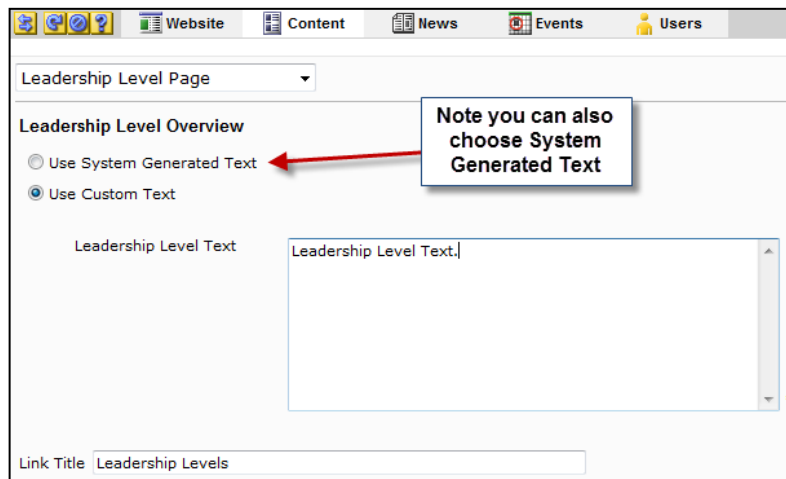 ? Website Content News Events Users
Leadership Level Page
Note you can also
choose System
Generated Text
Leadership Level Overview
Use System Generated Text
Use Custom Text
Leadership Level Text
Leadership Level Text.
Link Title Leadership Levels